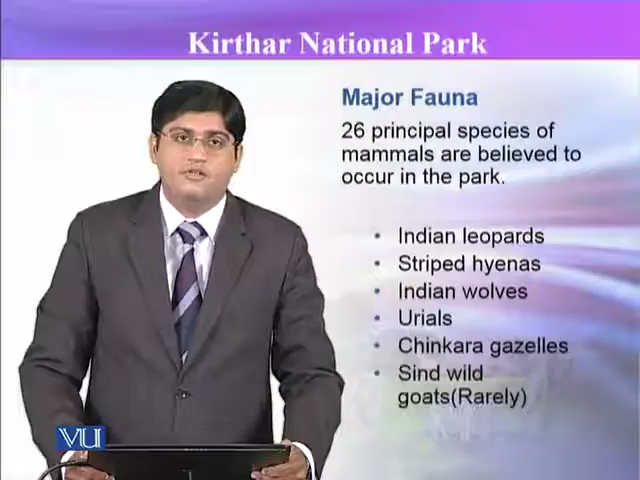 Kirthar National Park
Major Fauna
26 principal species of
mammals are believed to
occur in the park.
• Indian leopards
• Striped hyenas
• Indian wolves
• Urials
• Chinkara gazelles
• Sind wild
goats(Rarely)
VU